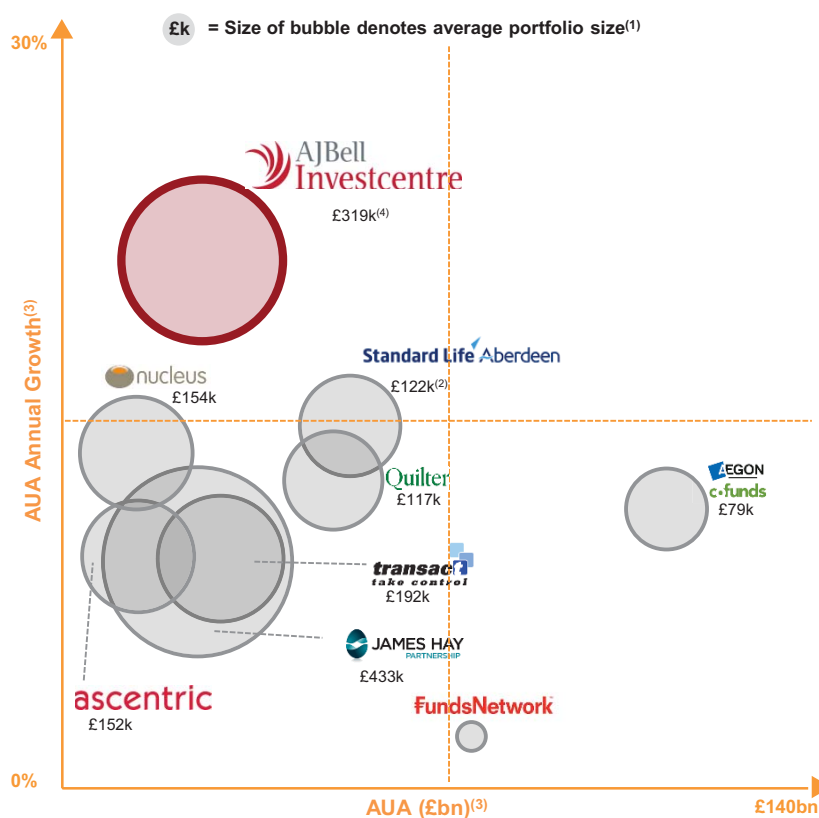 £k = Size of bubble denotes average portfolio size(1)
30%
AJBell
Investcentre
£319k(4)
AUA Annual Growth(3)
Standard Life Aberdeen
£122k(2)
nucleus
£154k
Quilter
£117k
AEGON
cofunds
£79k
transact
take control
£192k
JAMES HAY
PARTNERSHIP
£433k
ascentric
£152k
FundsNetwork
0%
AUA (£bn)(3)
£140bn